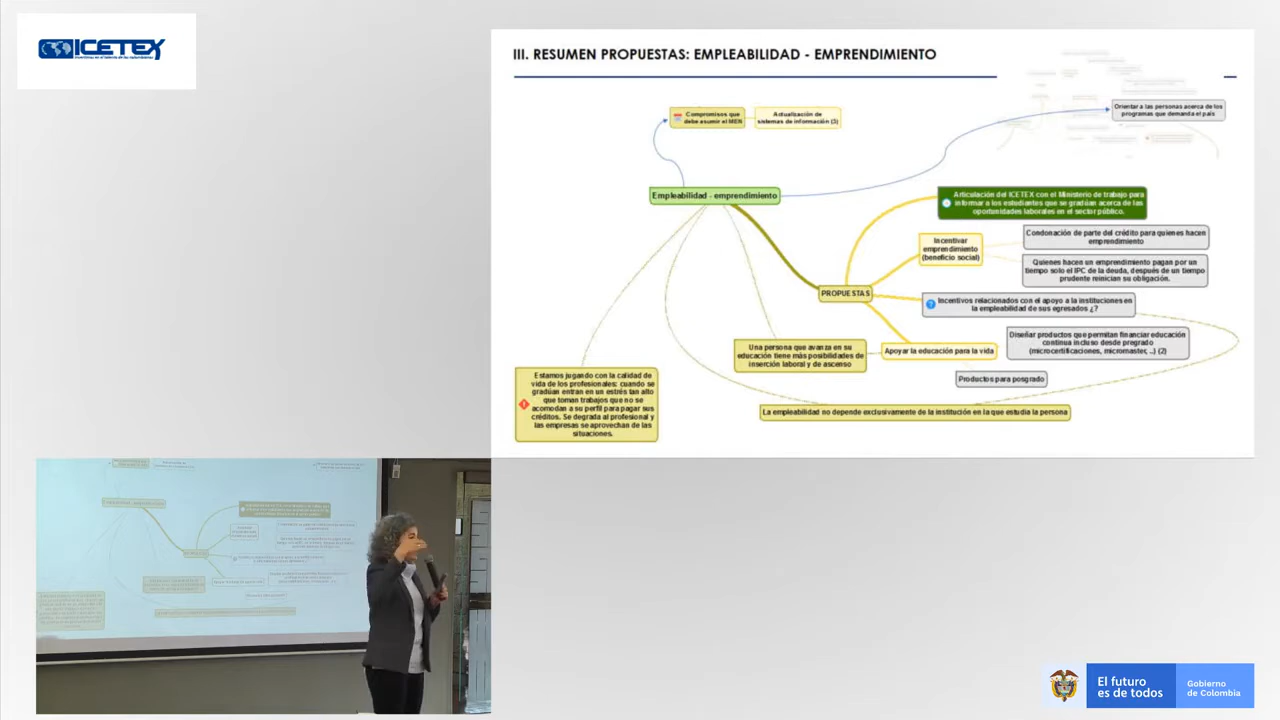 ICETEX
III. RESUMEN PROPUESTAS: EMPLEABILIDAD - EMPRENDIMIENTO
Compromisos que
debe asumir el MEN
Actualización de
sistemas de información (3)
Orientar a las personas acerca de los
programas que demanda el país
Empleabilidad - emprendimiento
Articulación del ICETEX con el Ministerio de trabajo para
informar a los estudiantes que se gradúan acerca de las
oportunidades laborales en el sector público.
Incentivar
emprendimiento
(beneficio social)
Condonación de parte del crédito para quienes hacen
emprendimiento
Quienes hacen un emprendimiento pagan por un
tiempo solo el IPC de la deuda, después de un tiempo
prudente reinician su obligación.
PROPUESTAS
Incentivos relacionados con el apoyo a la instituciones en
la empleabilidad de sus egresados ¿?
Diseñar productos que permitan financiar educación
continua incluso desde pregrado
(microcertificaciones, micromaster, ..) (2)
Una persona que avanza en su
educación tiene más posibilidades de
inserción laboral y de ascenso
Apoyar la educación para la vida
Productos para posgrado
Estamos jugando con la calidad de
vida de los profesionales: cuando se
gradúan entran en un estrés tan alto
que toman trabajos que no se
acomodan a su perfil para pagar sus
créditos. Se degrada al profesional y
las empresas se aprovechan de las
situaciones.
La empleabilidad no depende exclusivamente de la institución en la que estudia la persona
El futuro
es de todos
Gobierno
de Colombia